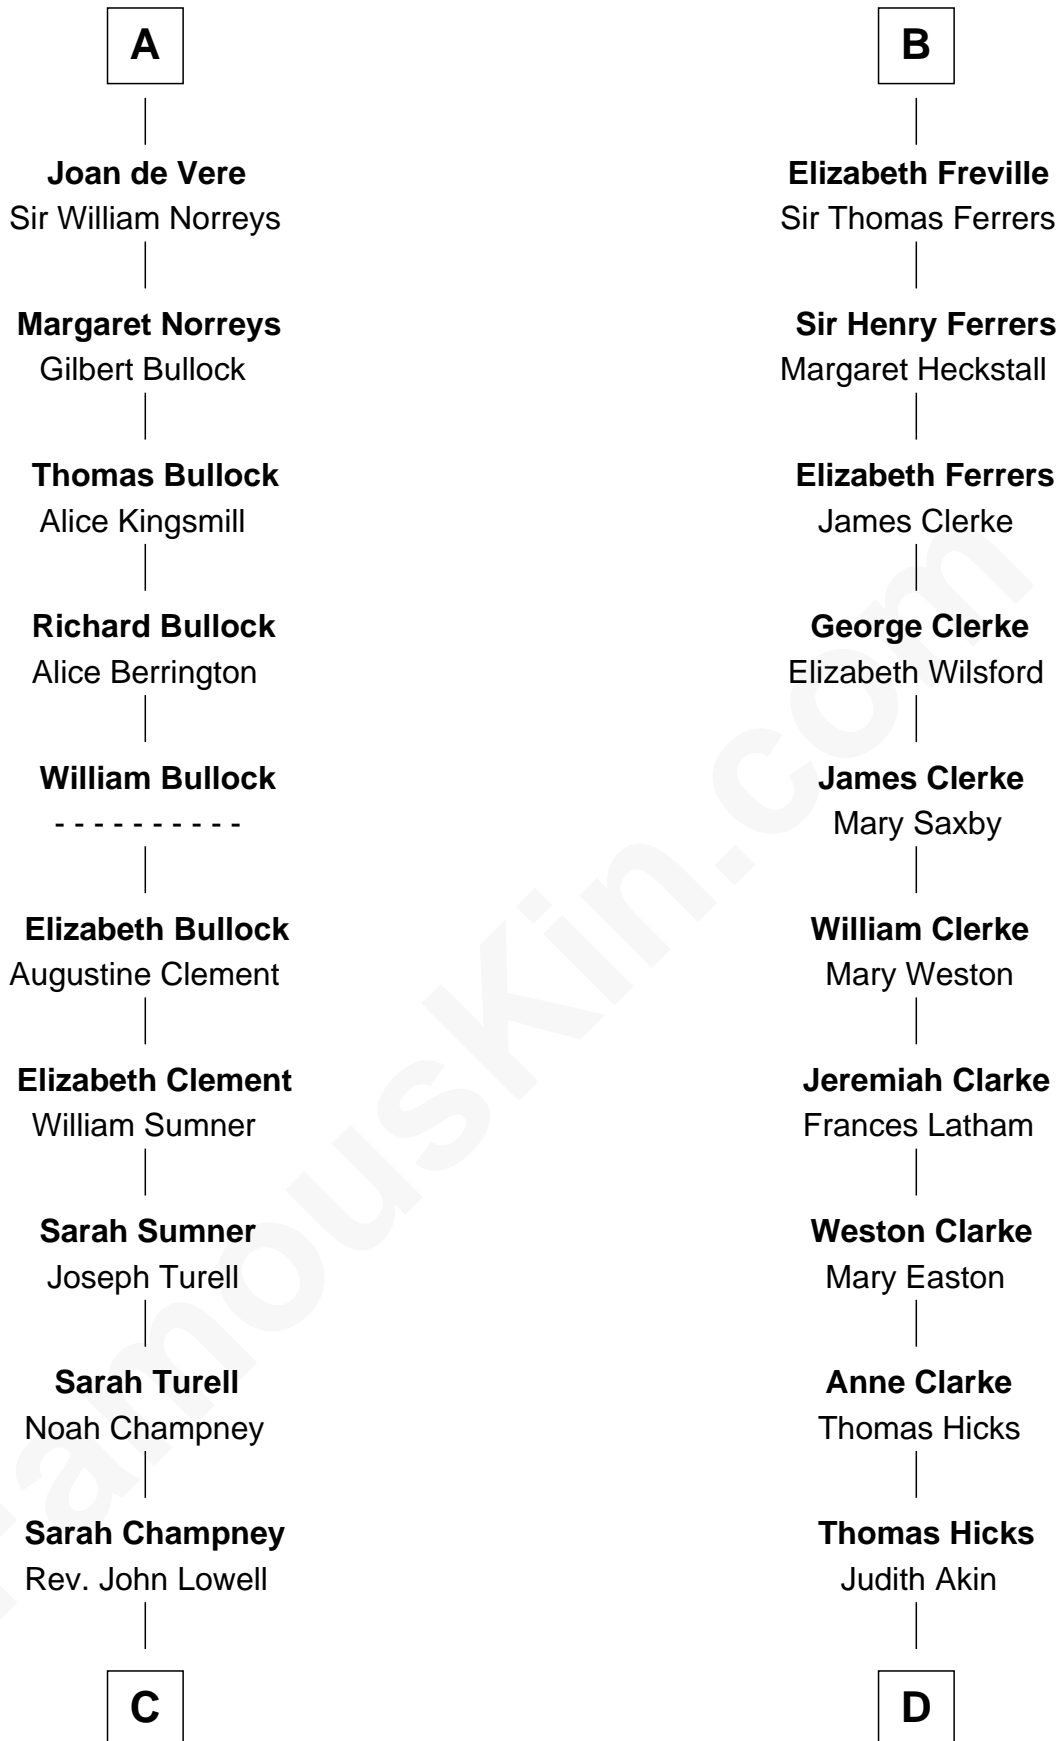 A
Joan de Vere
Sir William Norreys
Margaret Norreys
Gilbert Bullock
Thomas Bullock
Alice Kingsmill
Richard Bullock
Alice Berrington
William Bullock
- - - - - - - - - -
Elizabeth Bullock
Augustine Clement
Elizabeth Clement
William Sumner
Sarah Sumner
Joseph Turell
Sarah Turell
Noah Champney
Sarah Champney
Rev. John Lowell
C
B
Elizabeth Freville
Sir Thomas Ferrers
Sir Henry Ferrers
Margaret Heckstall
Elizabeth Ferrers
James Clerke
George Clerke
Elizabeth Wilsford
James Clerke
Mary Saxby
William Clerke
Mary Weston
Jeremiah Clarke
Frances Latham
Weston Clarke
Mary Easton
Anne Clarke
Thomas Hicks
Thomas Hicks
Judith Akin
D
FamousKin.com